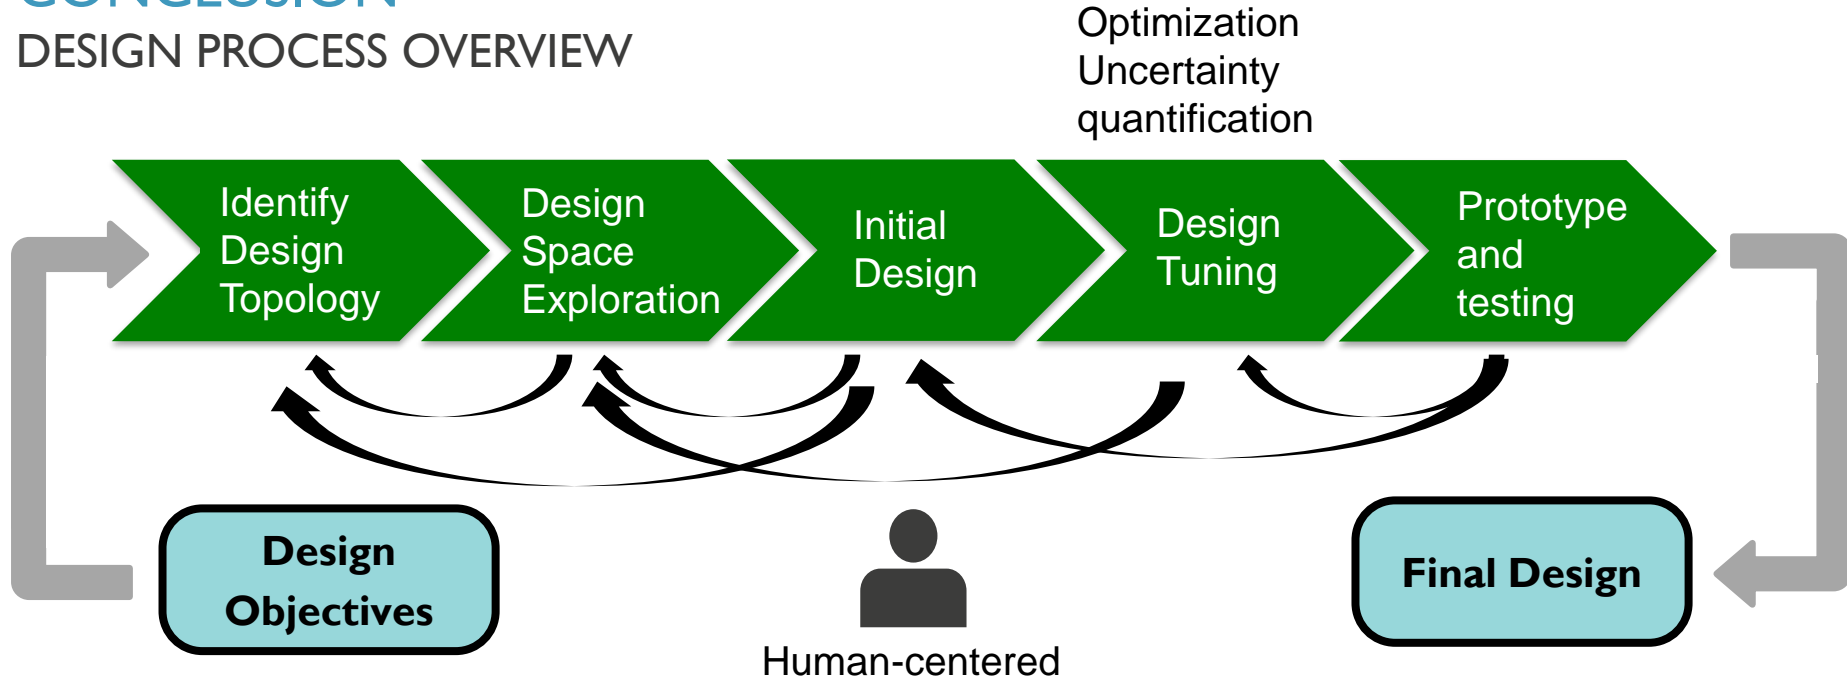 CONCLUSION
DESIGN PROCESS OVERVIEW
Optimization
Uncertainty
quantification
Identify
Design
Topology
Design
Space
Exploration
Initial
Design
Design
Tuning
Prototype
and
testing
Design
Objectives
Final Design
Human-centered